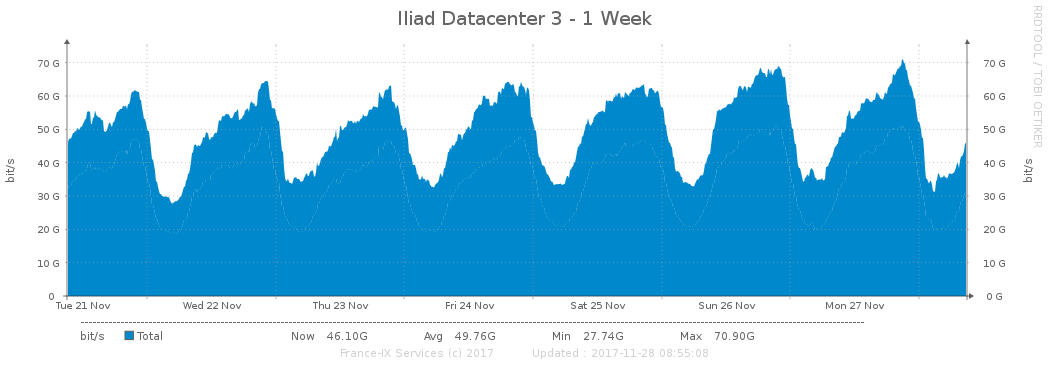 Iliad Datacenter 3 - 1 Week
RRDTOOL / TOBI OETIKER
bit/s
bit/s
70 G 70 G
60 G 60 G
50 G 50 G
40 G 40 G
30 G 30 G
20 G 20 G
10 G 10 G
0 0 G
Tue 21 Nov Wed 22 Nov Thu 23 Nov Fri 24 Nov Sat 25 Nov Sun 26 Nov Mon 27 Nov
bit/s Total Now 46.10G Avg 49.76G Min 27.74G Max 70.90G
France-IX Services (c) 2017 Updated : 2017-11-28 08:55:08